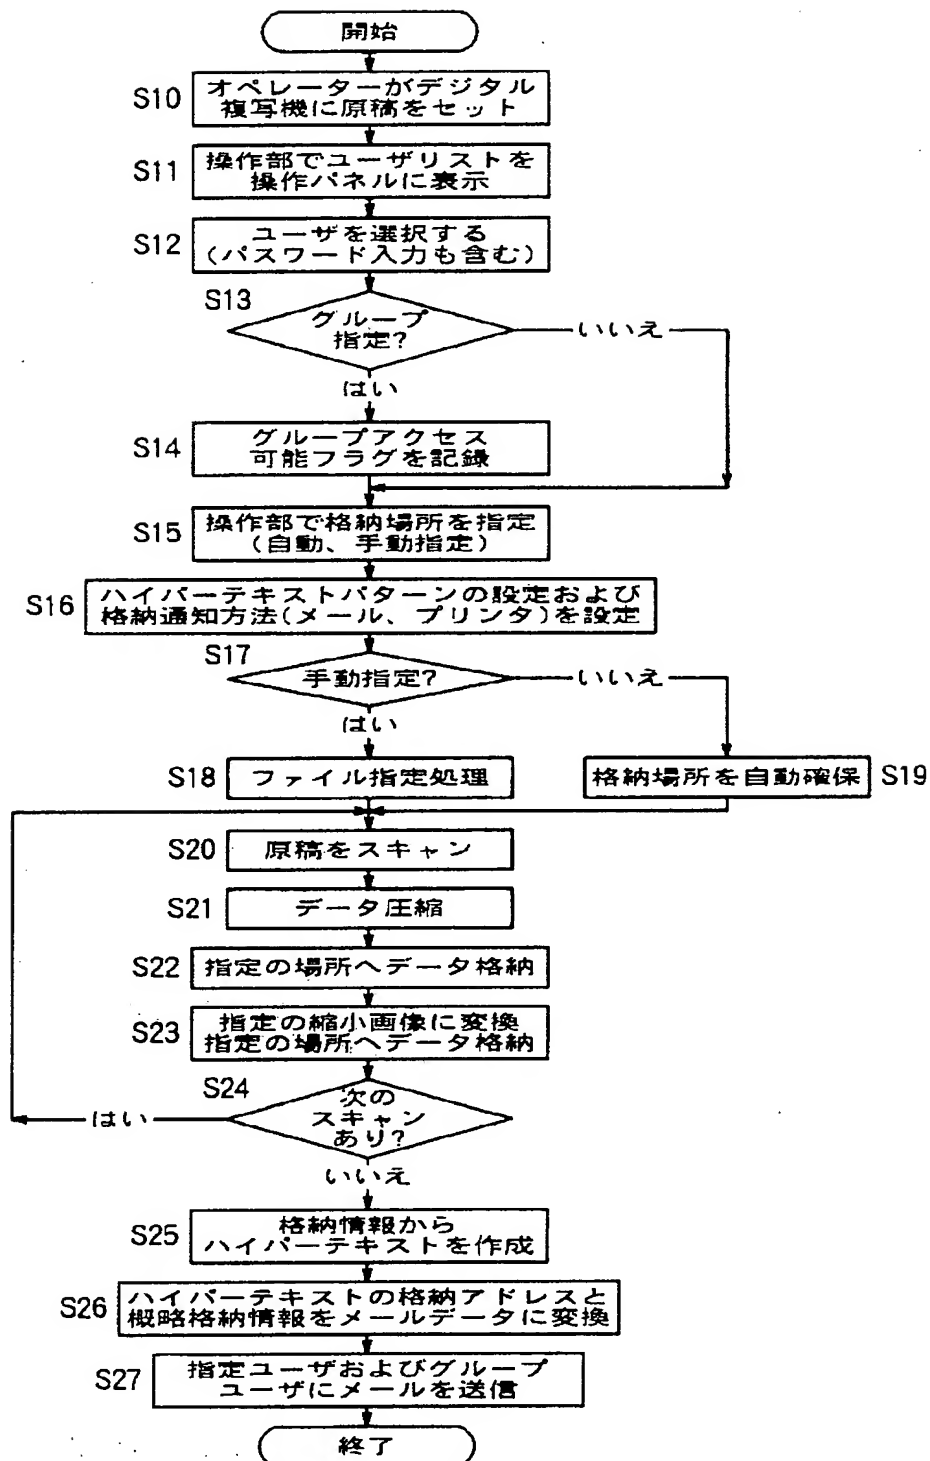 開始
S10
オペレーターがデジタル
複写機に原稿をセット
S11
操作部でユーザリストを
操作パネルに表示
S12
ユーザを選択する
(パスワード入力も含む)
S13
グループ
指定?
いいえ
はい
S14
グループアクセス
可能フラグを記録
S15
操作部で格納場所を指定
(自動、手動指定)
S16
ハイパーテキストパターンの設定および
格納通知方法(メール、プリンタ)を設定
S17
手動指定?
いいえ
はい
S18
ファイル指定処理
格納場所を自動確保
S19
S20
原稿をスキャン
S21
データ圧縮
S22
指定の場所へデータ格納
S23
指定の縮小画像に変換
指定の場所へデータ格納
S24
次の
スキャン
あり?
はい
いいえ
S25
格納情報から
ハイパーテキストを作成
S26
ハイパーテキストの格納アドレスと
概略格納情報をメールデータに変換
S27
指定ユーザおよびグループ
ユーザにメールを送信
終了